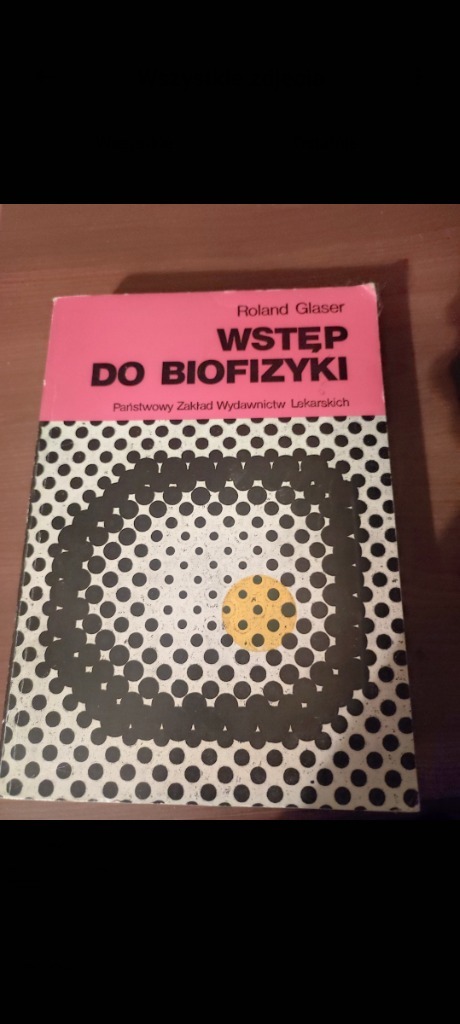 Roland Glaser
WSTĘP
DO BIOFIZYKI
Państwowy Zakład Wydawnictw Lekarskich